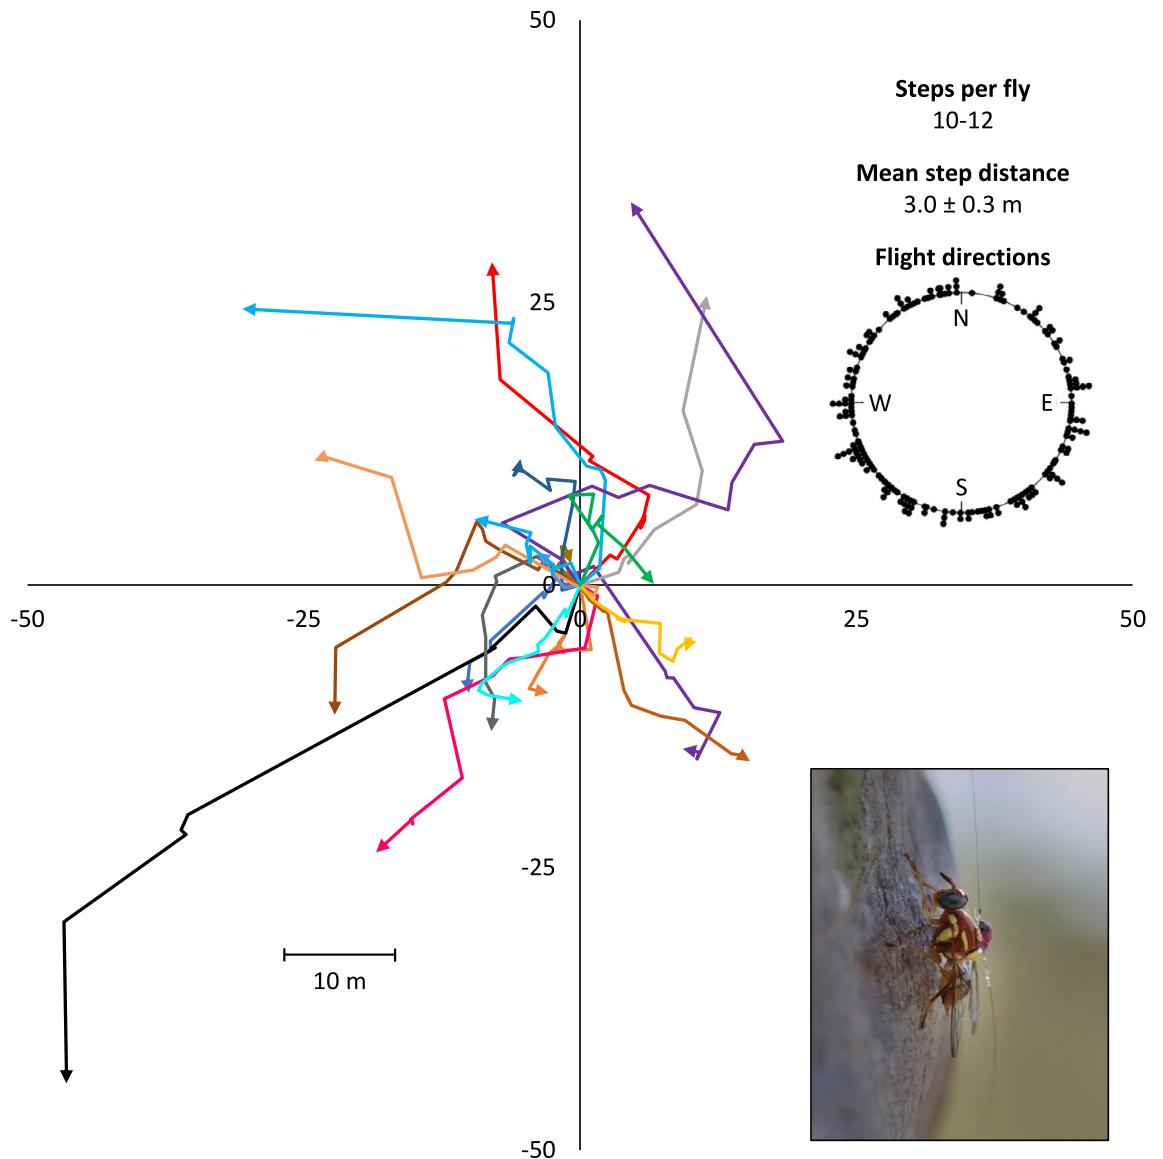 50
Steps per fly
10-12
Mean step distance
3.0 ± 0.3 m
Flight directions
25
N
W
E
S
0
-50
-25
0
25
50
-25
10 m
-50